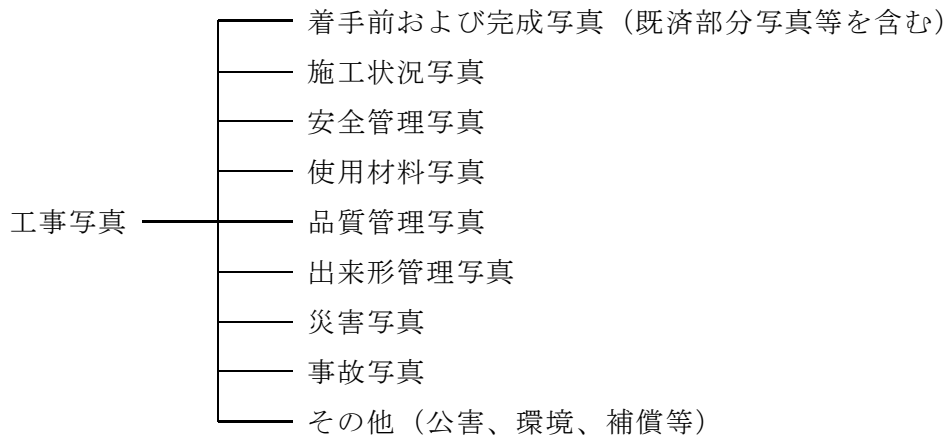 着手前および完成写真（既済部分写真等を含む）
施工状況写真
安全管理写真
使用材料写真
工事写真
品質管理写真
出来形管理写真
災害写真
事故写真
その他（公害、環境、補償等）